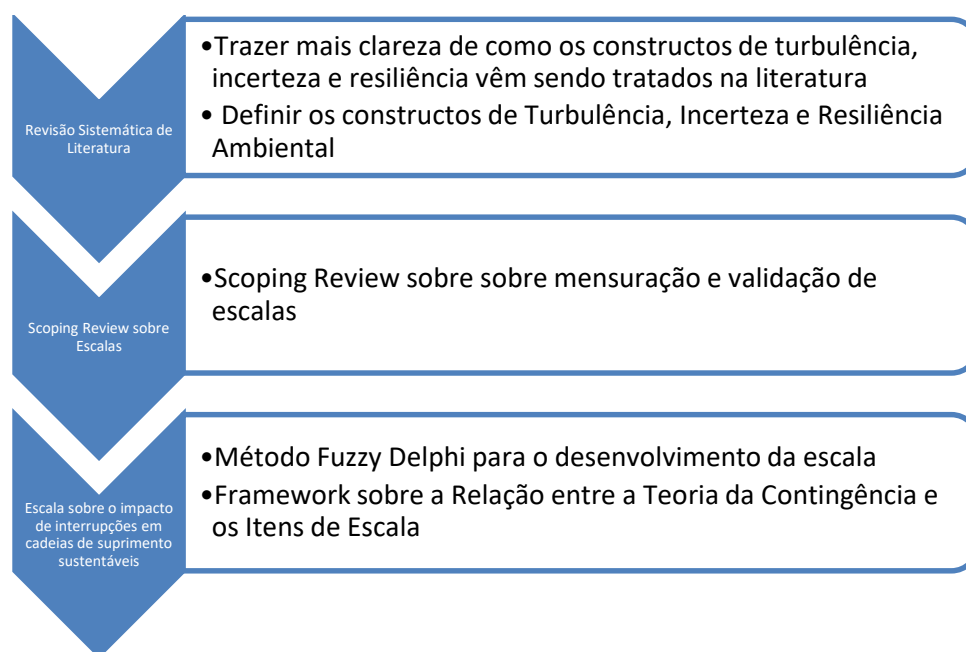 Revisão Sistemática de
Literatura
•Trazer mais clareza de como os constructos de turbulência,
incerteza e resiliência vêm sendo tratados na literatura
• Definir os constructos de Turbulência, Incerteza e Resiliência
Ambiental
Scoping Review sobre
Escalas
•Scoping Review sobre sobre mensuração e validação de
escalas
Escala sobre o impacto
de interrupções em
cadeias de suprimento
sustentáveis
•Método Fuzzy Delphi para o desenvolvimento da escala
•Framework sobre a Relação entre a Teoria da Contingência e
os Itens de Escala